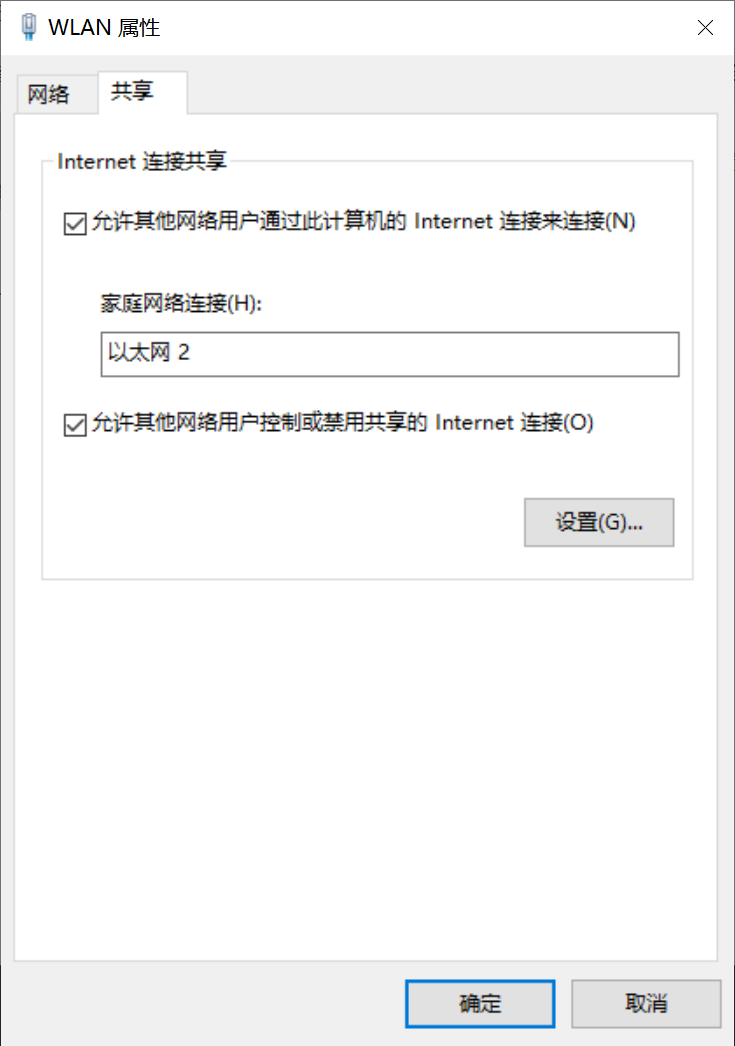 WLAN 属性
网络
共享
Internet 连接共享
允许其他网络用户通过此计算机的 Internet 连接来连接(N)
家庭网络连接(H):
以太网 2
允许其他网络用户控制或禁用共享的 Internet 连接(O)
设置(G)...
确定
取消